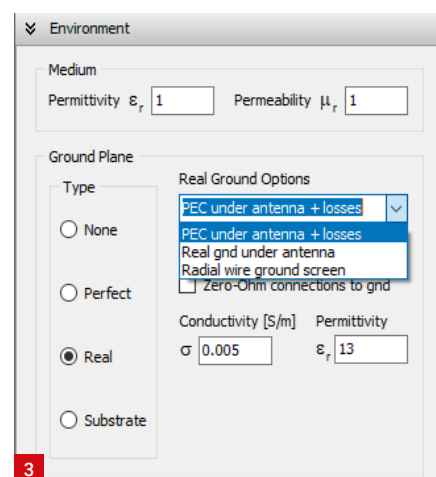 Environment
Medium
Permittivity εr 1 Permeability μr 1
Ground Plane
Type
Real Ground Options
PEC under antenna + losses
None
PEC under antenna + losses
Real gnd under antenna
Radial wire ground screen
Zero-Ohm connections to gnd
Perfect
Conductivity [S/m] Permittivity
Real
σ 0.005 εr 13
Substrate
3